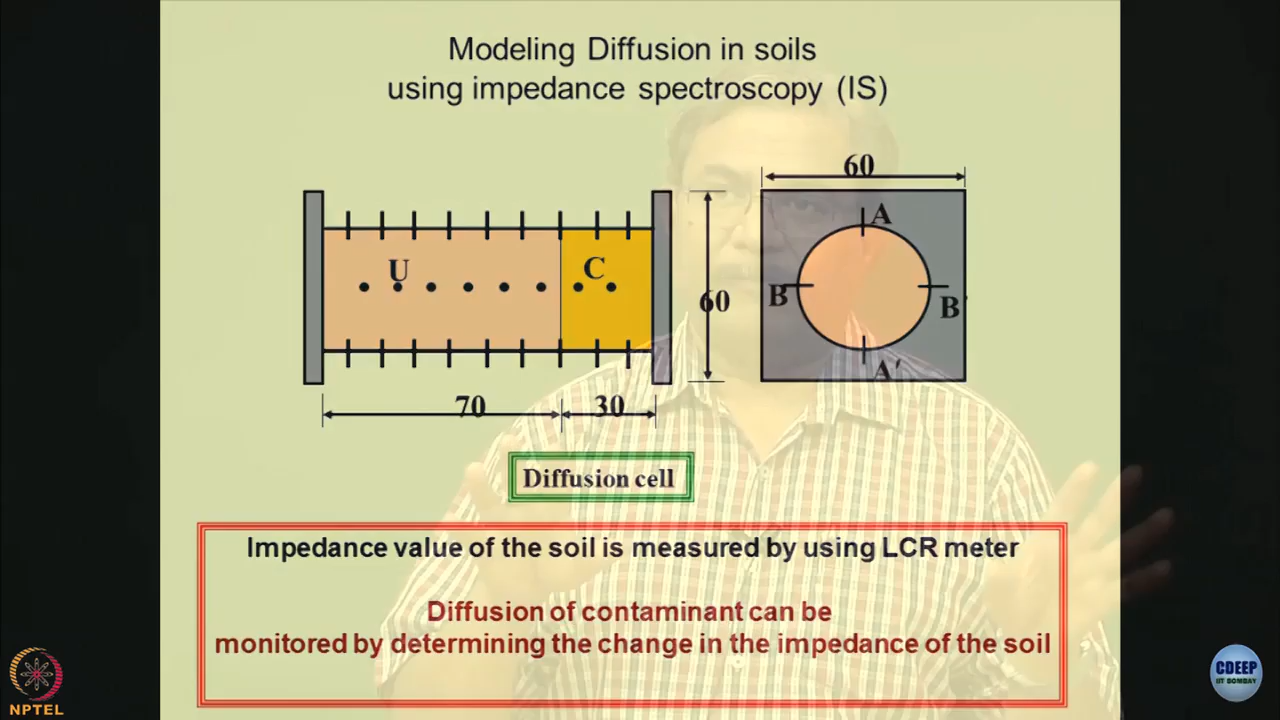 Modeling Diffusion in soils
using impedance spectroscopy (IS)
60
A
U
C
60
B
B
A'
70
30
Diffusion cell
Impedance value of the soil is measured by using LCR meter
Diffusion of contaminant can be
monitored by determining the change in the impedance of the soil
NPTEL
CDEEP
IIT BOMBAY